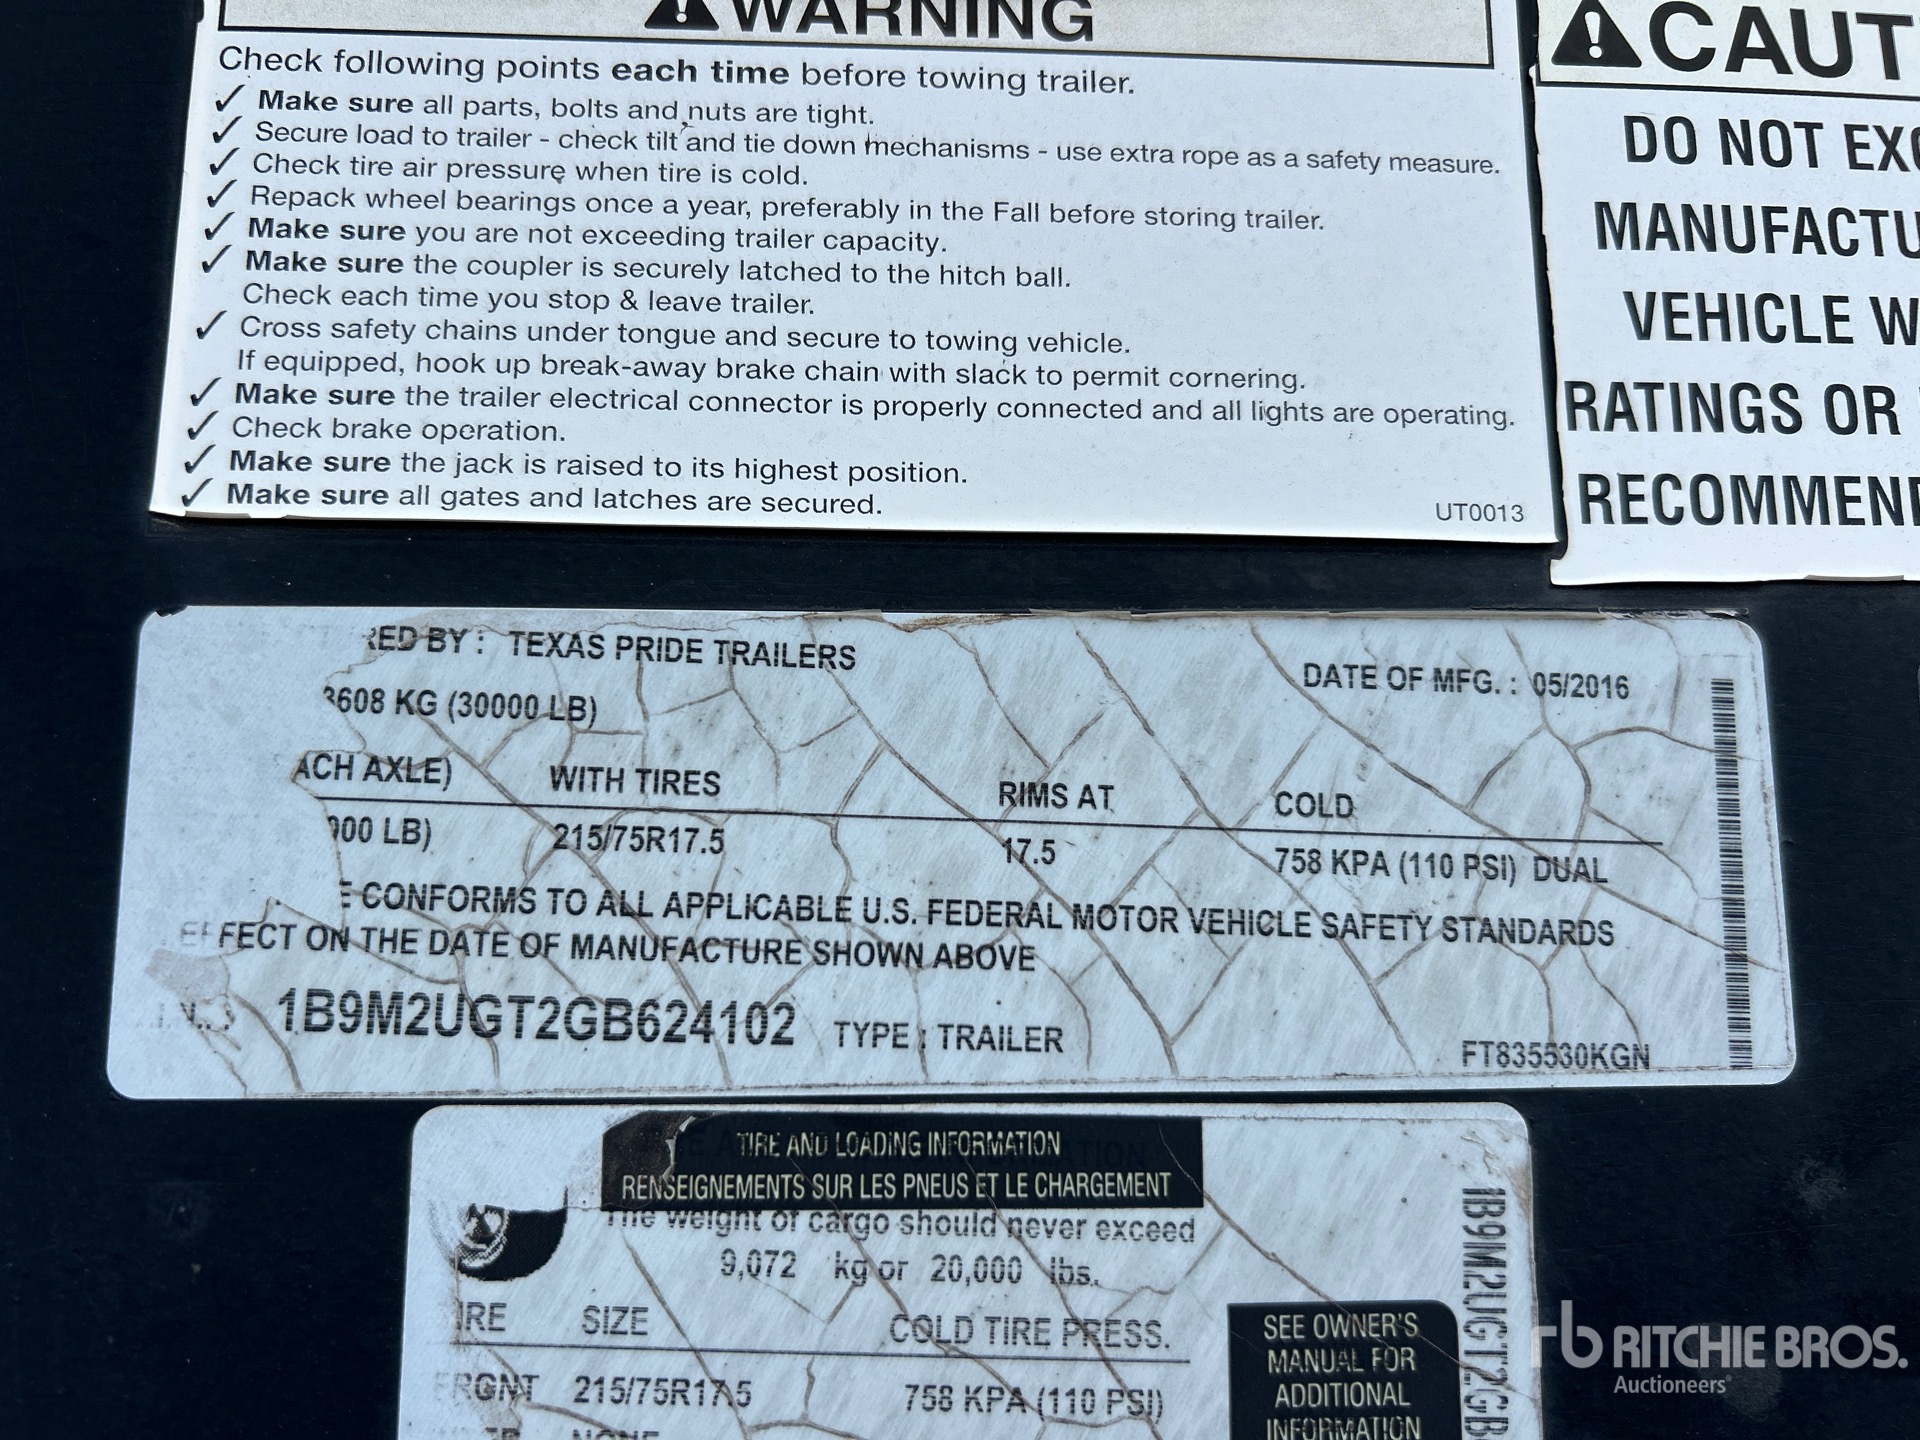 WARNING
Check following points each time before towing trailer.
✓ Make sure all parts, bolts and nuts are tight.
✓ Secure load to trailer - check tilt and tie down mechanisms - use extra rope as a safety measure.
✓ Check tire air pressure when tire is cold.
✓ Repack wheel bearings once a year, preferably in the Fall before storing trailer.
✓ Make sure you are not exceeding trailer capacity.
✓ Make sure the coupler is securely latched to the hitch ball.
Check each time you stop & leave trailer.
✓ Cross safety chains under tongue and secure to towing vehicle.
If equipped, hook up break-away brake chain with slack to permit cornering.
✓ Make sure the trailer electrical connector is properly connected and all lights are operating.
✓ Check brake operation.
✓ Make sure the jack is raised to its highest position.
✓ Make sure all gates and latches are secured.
UT0013
CAUT
DO NOT EXC
MANUFACTU
VEHICLE W
RATINGS OR
RECOMMEND
RED BY : TEXAS PRIDE TRAILERS
DATE OF MFG. : 05/2016
3608 KG (30000 LB)
ACH AXLE) WITH TIRES RIMS AT COLD
000 LB) 215/75R17.5 17.5 758 KPA (110 PSI) DUAL
E CONFORMS TO ALL APPLICABLE U.S. FEDERAL MOTOR VEHICLE SAFETY STANDARDS
EFFECT ON THE DATE OF MANUFACTURE SHOWN ABOVE
1B9M2UGT2GB624102 TYPE : TRAILER
FT835530KGN
TIRE AND LOADING INFORMATION
RENSEIGNEMENTS SUR LES PNEUS ET LE CHARGEMENT
The weight of cargo should never exceed
9,072 kg or 20,000 lbs.
IRE SIZE COLD TIRE PRESS.
FRONT 215/75R17.5 758 KPA (110 PSI)
NONE
SEE OWNER'S
MANUAL FOR
ADDITIONAL
INFORMATION
1B9M2UGT2GB
rb RITCHIE BROS.
Auctioneers